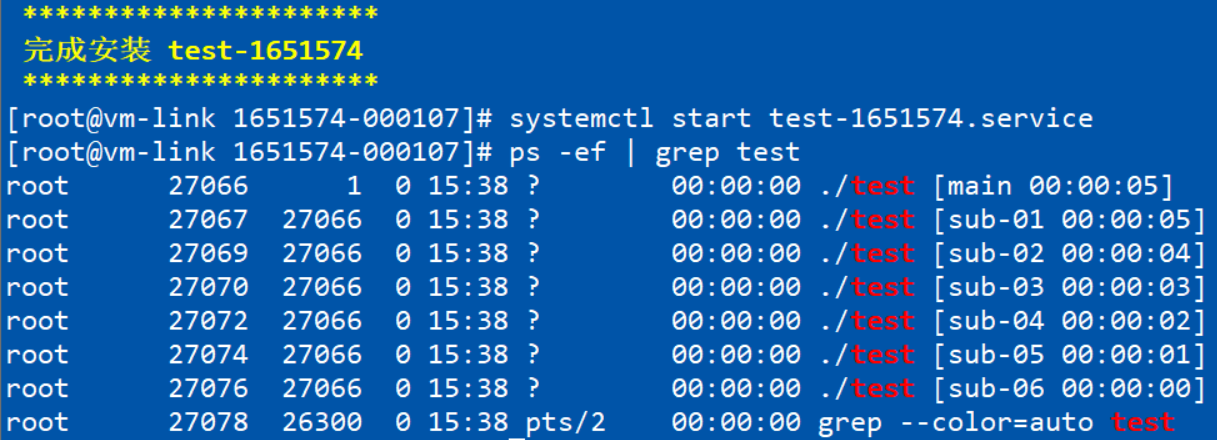 **********************
完成安装 test-1651574
**********************
[root@vm-link 1651574-000107]# systemctl start test-1651574.service
[root@vm-link 1651574-000107]# ps -ef | grep test
root      27066      1  0 15:38 ?        00:00:00 ./test [main 00:00:05]
root      27067  27066  0 15:38 ?        00:00:00 ./test [sub-01 00:00:05]
root      27069  27066  0 15:38 ?        00:00:00 ./test [sub-02 00:00:04]
root      27070  27066  0 15:38 ?        00:00:00 ./test [sub-03 00:00:03]
root      27072  27066  0 15:38 ?        00:00:00 ./test [sub-04 00:00:02]
root      27074  27066  0 15:38 ?        00:00:00 ./test [sub-05 00:00:01]
root      27076  27066  0 15:38 ?        00:00:00 ./test [sub-06 00:00:00]
root      27078  26300  0 15:38 pts/2    00:00:00 grep --color=auto test